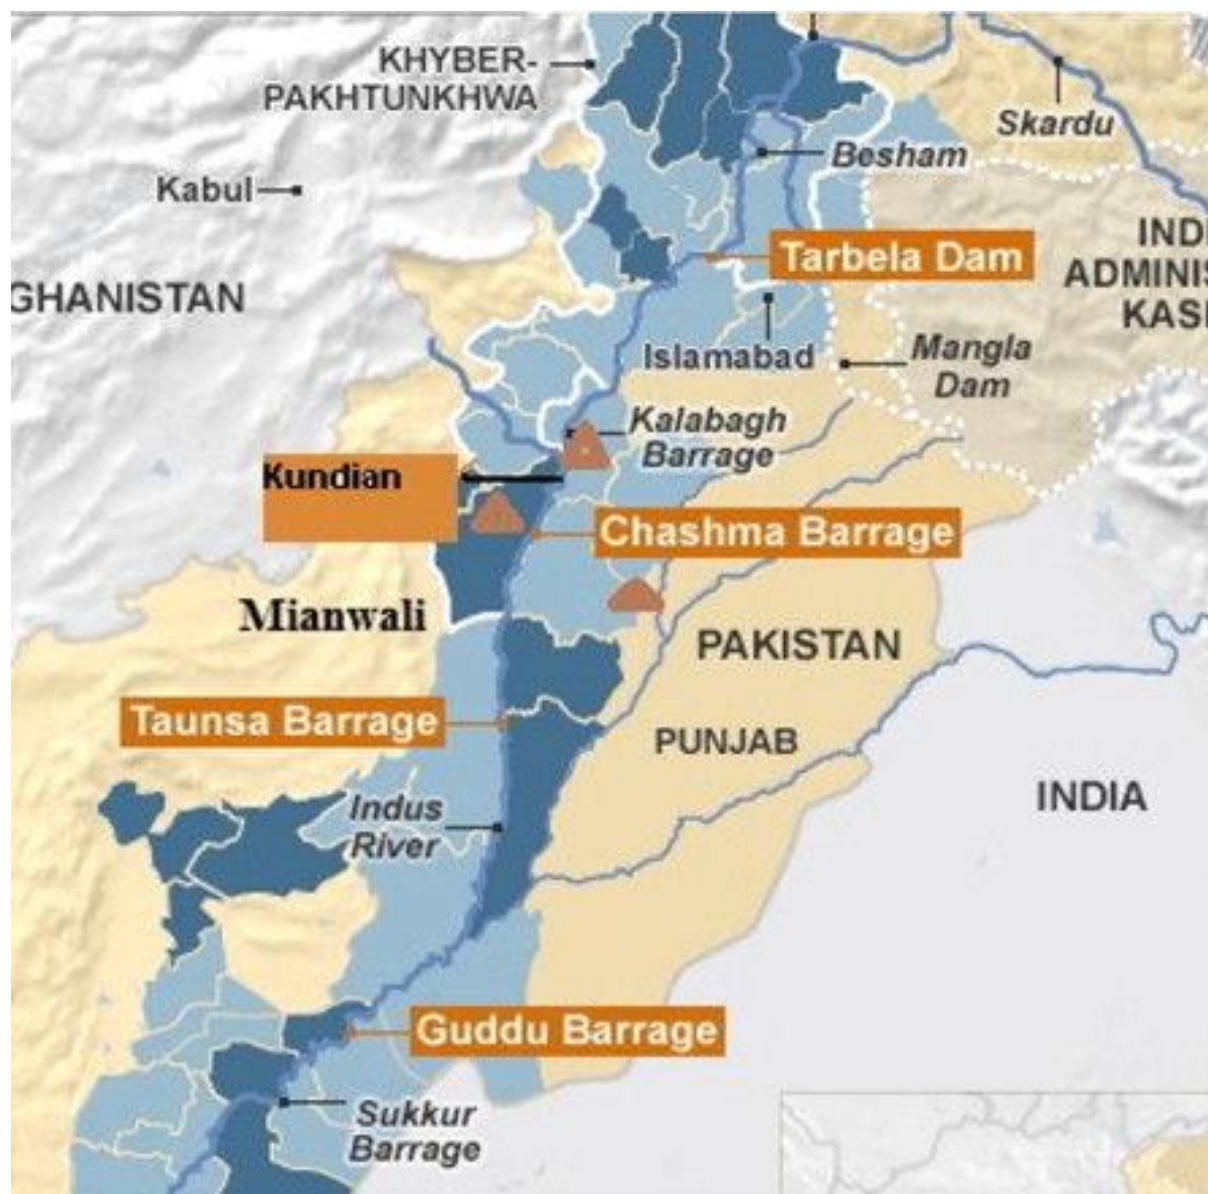 KHYBER-
PAKHTUNKHWA
Skardu
Besham
Kabul
Tarbela Dam
GHANISTAN
IND
ADMINIS
KAS
Islamabad
Mangla
Dam
Kalabagh
Barrage
Kundian
Chashma Barrage
Mianwali
PAKISTAN
Taunsa Barrage
PUNJAB
Indus
River
INDIA
Guddu Barrage
Sukkur
Barrage